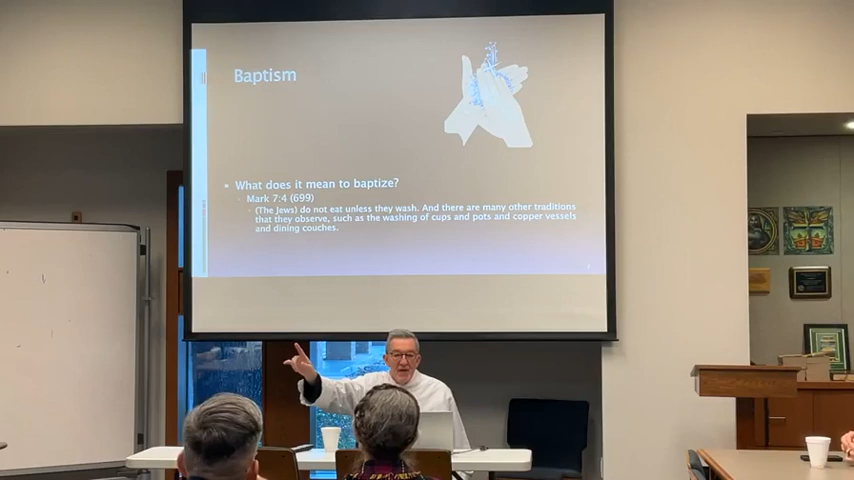 Baptism
What does it mean to baptize?
Mark 7:4 (699)
(The Jews) do not eat unless they wash. And there are many other traditions
that they observe, such as the washing of cups and pots and copper vessels
and dining couches.